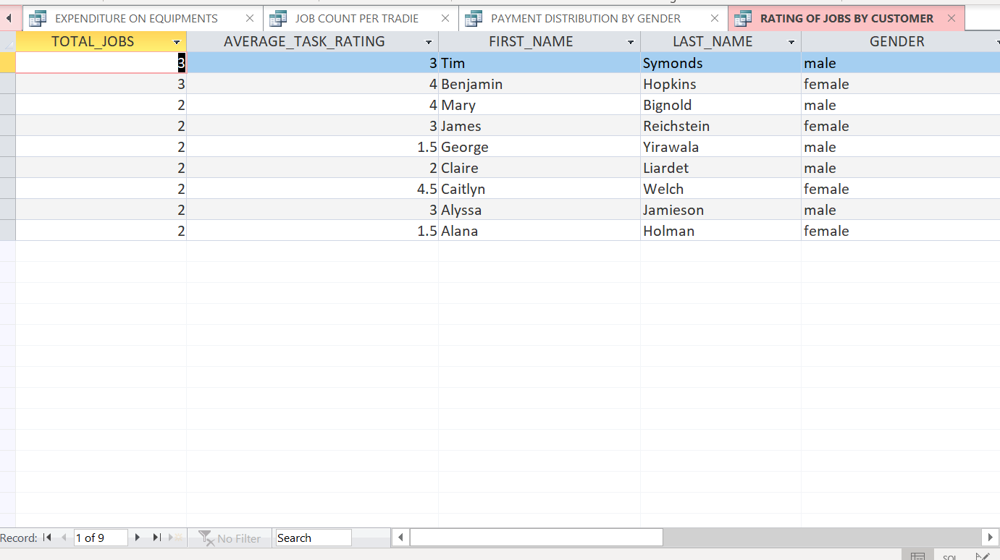 EXPENDITURE ON EQUIPMENTS JOB COUNT PER TRADIE PAYMENT DISTRIBUTION BY GENDER RATING OF JOBS BY CUSTOMER
TOTAL_JOBS AVERAGE_TASK_RATING FIRST_NAME LAST_NAME GENDER
3 3 Tim Symonds male
3 4 Benjamin Hopkins female
2 4 Mary Bignold male
2 3 James Reichstein female
2 1.5 George Yirawala male
2 2 Claire Liardet male
2 4.5 Caitlyn Welch female
2 3 Alyssa Jamieson male
2 1.5 Alana Holman female
Record: 1 of 9 No Filter Search
SQL